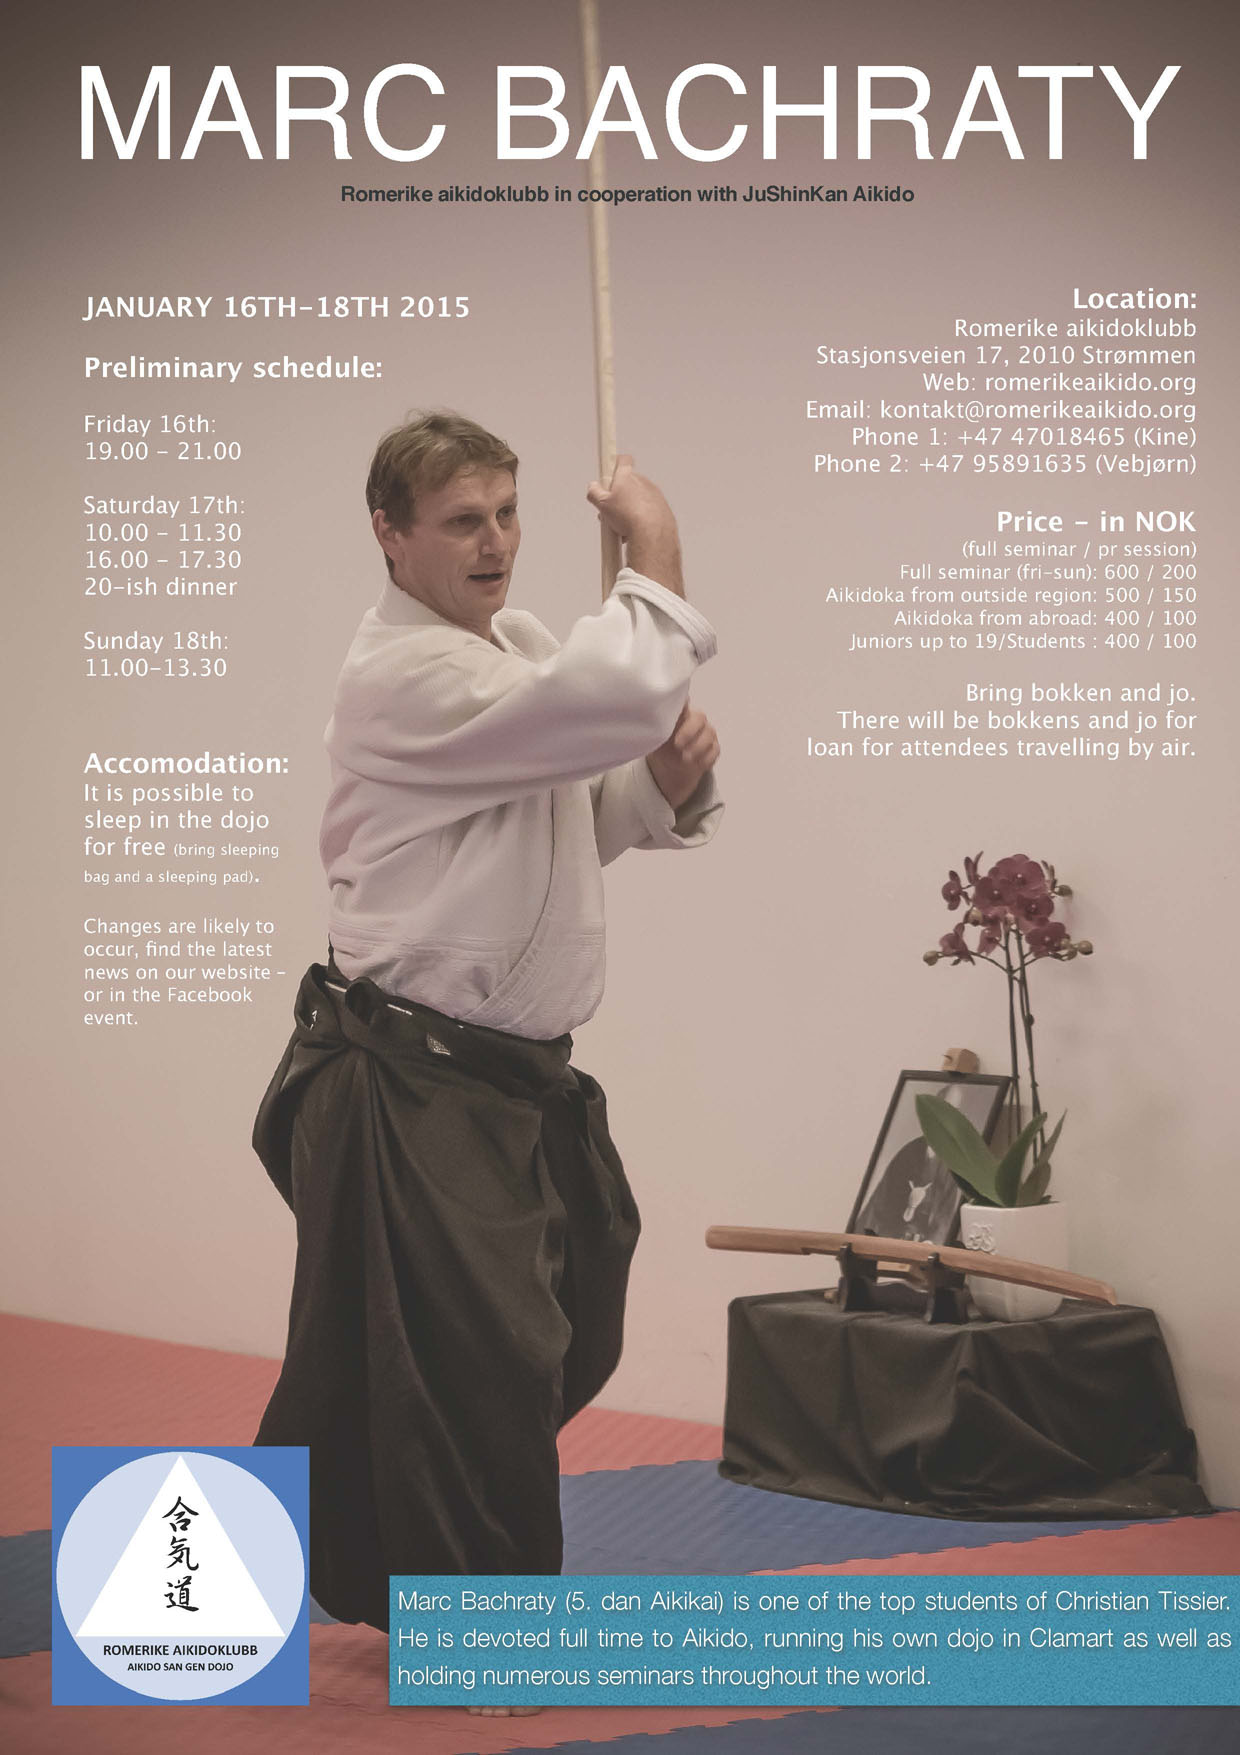 MARC BACHRATY
Romerike aikidoklubb in cooperation with JuShinKan Aikido
JANUARY 16TH-18TH 2015
Preliminary schedule:
Friday 16th:
19.00 - 21.00
Saturday 17th:
10.00 - 11.30
16.00 - 17.30
20-ish dinner
Sunday 18th:
11.00-13.30
Accomodation:
It is possible to
sleep in the dojo
for free (bring sleeping
bag and a sleeping pad).
Changes are likely to
occur, find the latest
news on our website -
or in the Facebook
event.
Location:
Romerike aikidoklubb
Stasjonsveien 17, 2010 Strømmen
Web: romerikeaikido.org
Email: kontakt@romerikeaikido.org
Phone 1: +47 47018465 (Kine)
Phone 2: +47 95891635 (Vebjørn)
Price - in NOK
(full seminar / pr session)
Full seminar (fri-sun): 600 / 200
Aikidoka from outside region: 500 / 150
Aikidoka from abroad: 400 / 100
Juniors up to 19/Students : 400 / 100
Bring bokken and jo.
There will be bokkens and jo for
loan for attendees travelling by air.
合
気
道
ROMERIKE AIKIDOKLUBB
AIKIDO SAN GEN DOJO
Marc Bachraty (5. dan Aikikai) is one of the top students of Christian Tissier.
He is devoted full time to Aikido, running his own dojo in Clamart as well as
holding numerous seminars throughout the world.